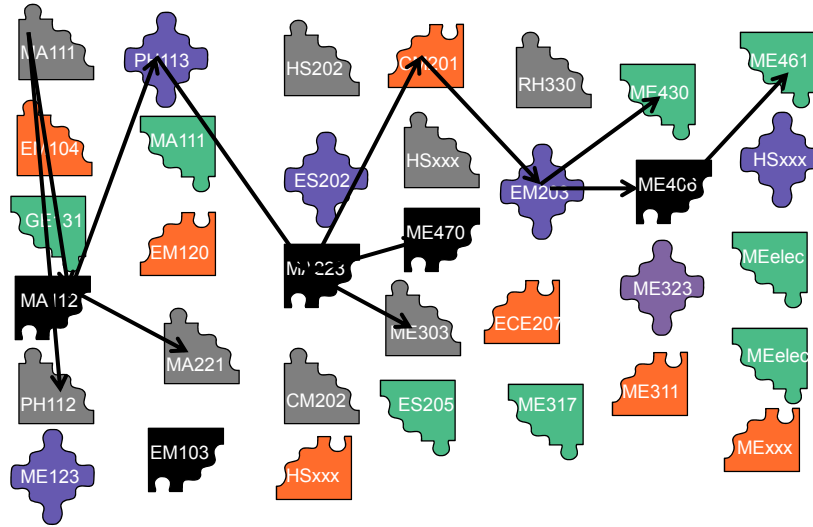 MA111
EM104
GE131
MA112
PH112
ME123
PH113
MA111
EM120
MA221
EM103
HS202
ES202
MA223
CM202
HSxxx
CM201
HSxxx
ME470
ME303
ES205
RH330
EM203
ECE207
ME317
ME430
ME406
ME323
ME311
ME461
HSxxx
MEelec
MEelec
MExxx